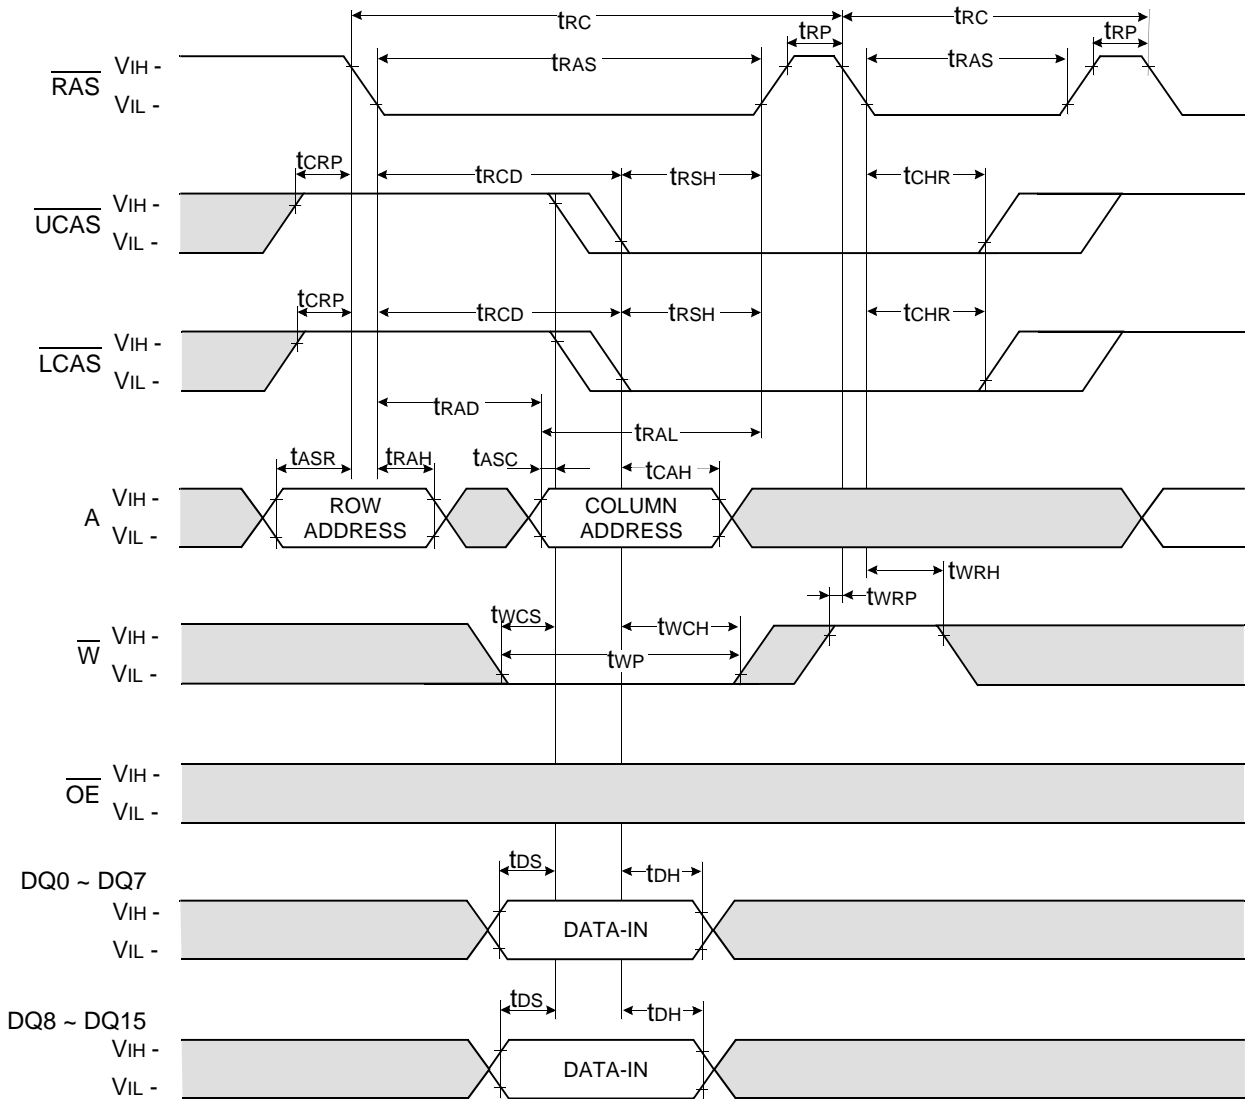 tRC tRC
tRP tRP
tRAS tRAS
RAS VIH -
VIL -
tCRP tRCD tRSH tCHR
UCAS VIH -
VIL -
tCRP tRCD tRSH tCHR
LCAS VIH -
VIL -
tRAD
tRAL
tASR tRAH tASC tCAH
A VIH -
VIL -
ROW
ADDRESS
COLUMN
ADDRESS
tWRH
tWRP
tWCS tWCH
W VIH -
VIL -
tWP
OE VIH -
VIL -
tDS tDH
DQ0 ~ DQ7
VIH -
VIL -
DATA-IN
tDS tDH
DQ8 ~ DQ15
VIH -
VIL -
DATA-IN